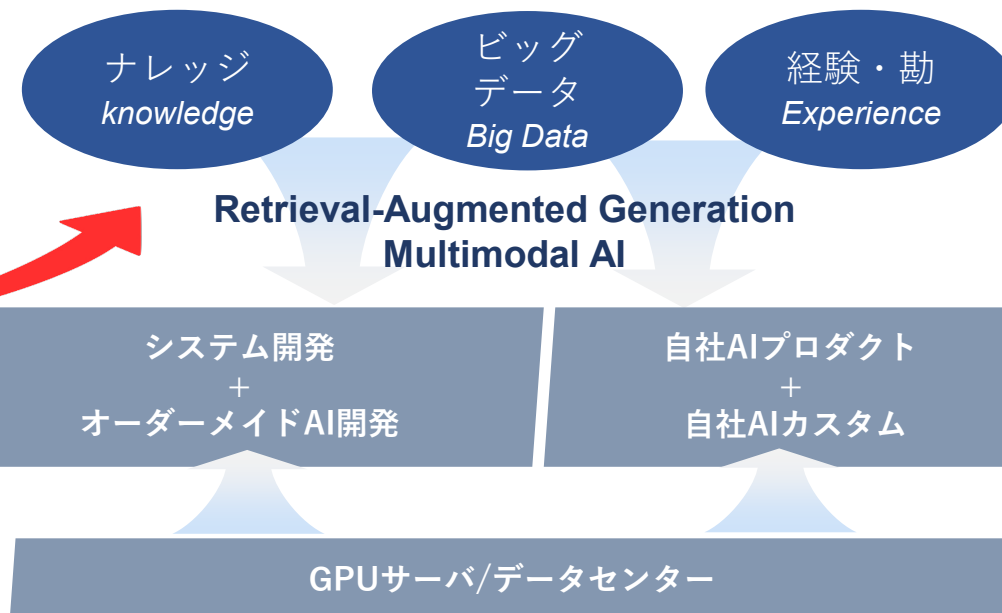 ナレッジ
knowledge
ビッグ
データ
Big Data
経験・勘
Experience
Retrieval-Augmented Generation
Multimodal AI
システム開発
+
オーダーメイドAI開発
自社AIプロダクト
+
自社AIカスタム
GPUサーバ/データセンター